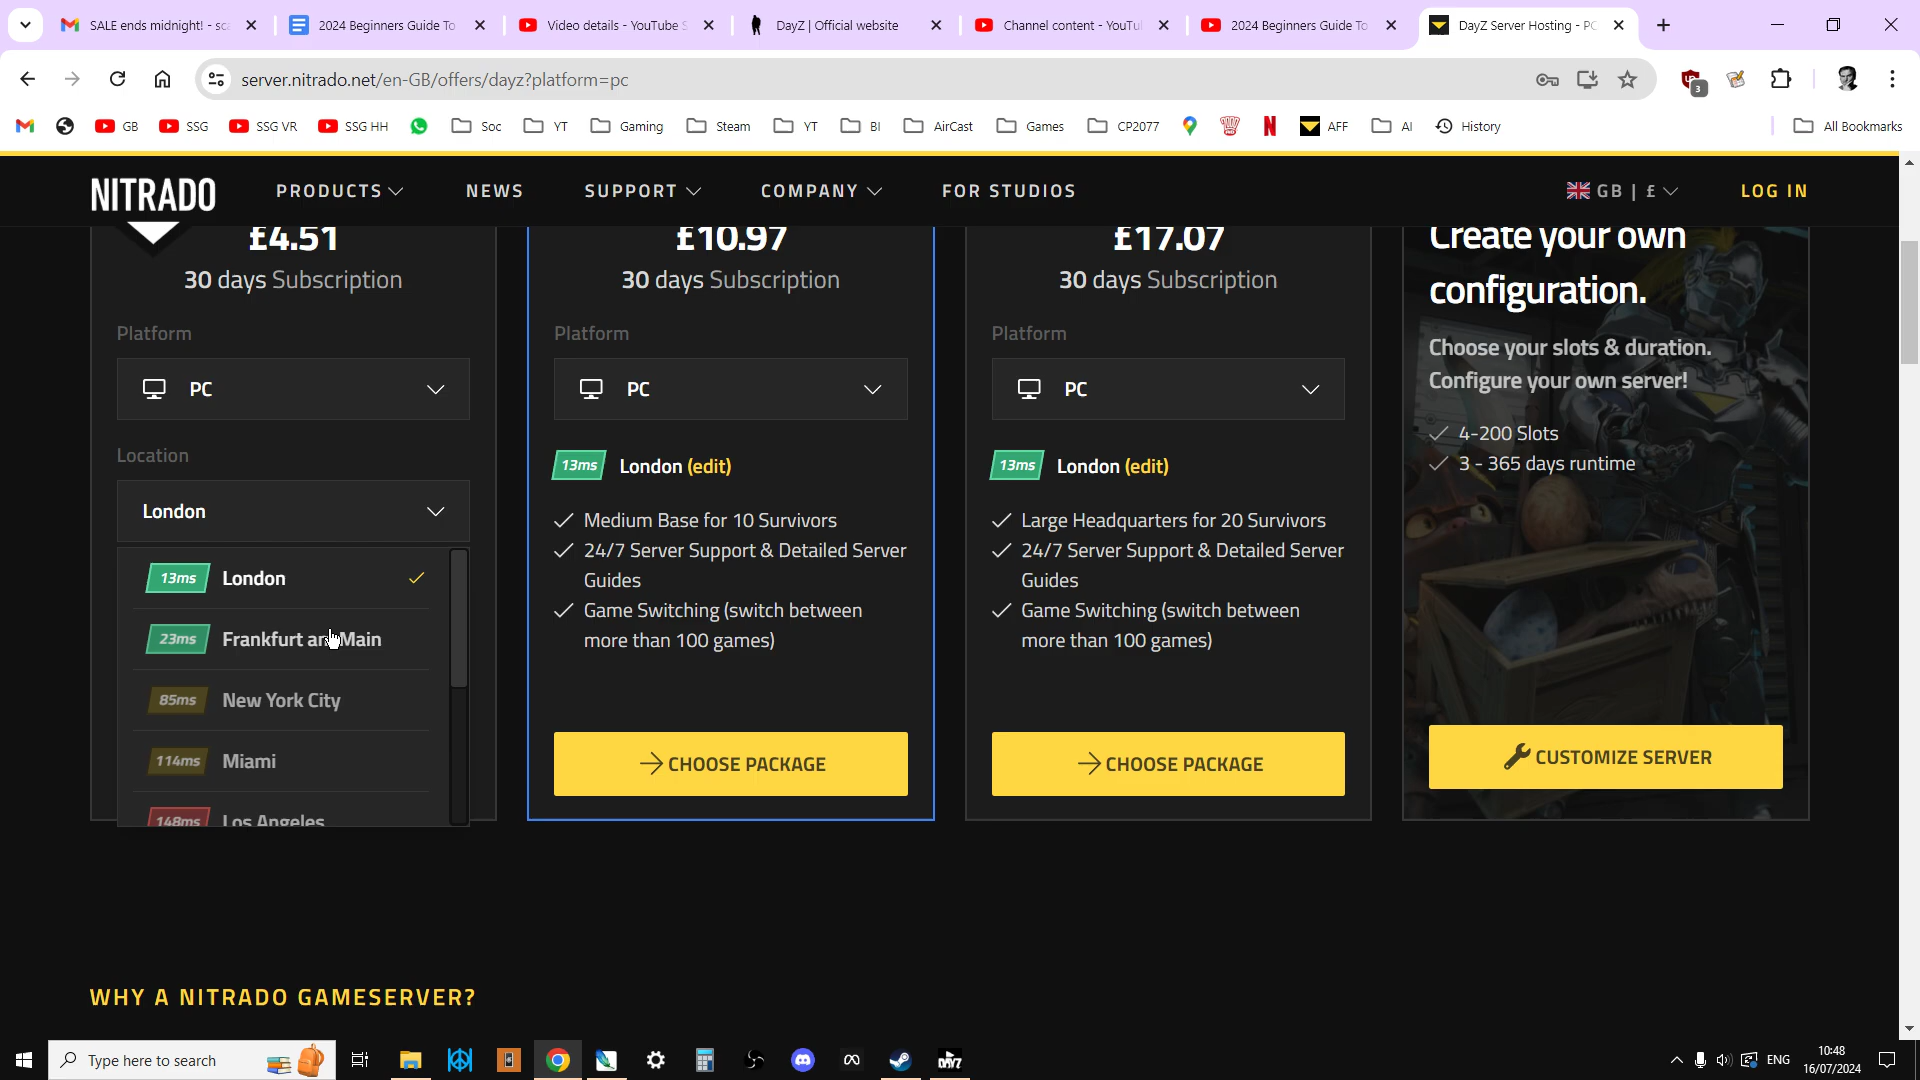 SALE ends midnight! - sca
2024 Beginners Guide To
Video details - YouTube S
DayZ | Official website
Channel content - YouTu
2024 Beginners Guide To
DayZ Server Hosting - PC
server.nitrado.net/en-GB/offers/dayz?platform=pc
3
GB
SSG
SSG VR
SSG HH
Soc
YT
Gaming
Steam
YT
BI
AirCast
Games
CP2077
AFF
AI
History
All Bookmarks
NITRADO
PRODUCTS
NEWS
SUPPORT
COMPANY
FOR STUDIOS
GB | £
LOG IN
£4.51
30 days Subscription
Platform
PC
Location
London
13ms London
23ms Frankfurt am Main
85ms New York City
114ms Miami
148ms Los Angeles
£10.97
30 days Subscription
Platform
PC
13ms London (edit)
Medium Base for 10 Survivors
24/7 Server Support & Detailed Server
Guides
Game Switching (switch between
more than 100 games)
CHOOSE PACKAGE
£17.07
30 days Subscription
Platform
PC
13ms London (edit)
Large Headquarters for 20 Survivors
24/7 Server Support & Detailed Server
Guides
Game Switching (switch between
more than 100 games)
CHOOSE PACKAGE
Create your own
configuration.
Choose your slots & duration.
Configure your own server!
4-200 Slots
3 - 365 days runtime
CUSTOMIZE SERVER
WHY A NITRADO GAMESERVER?
Type here to search
DAYZ
ENG
10:48
16/07/2024